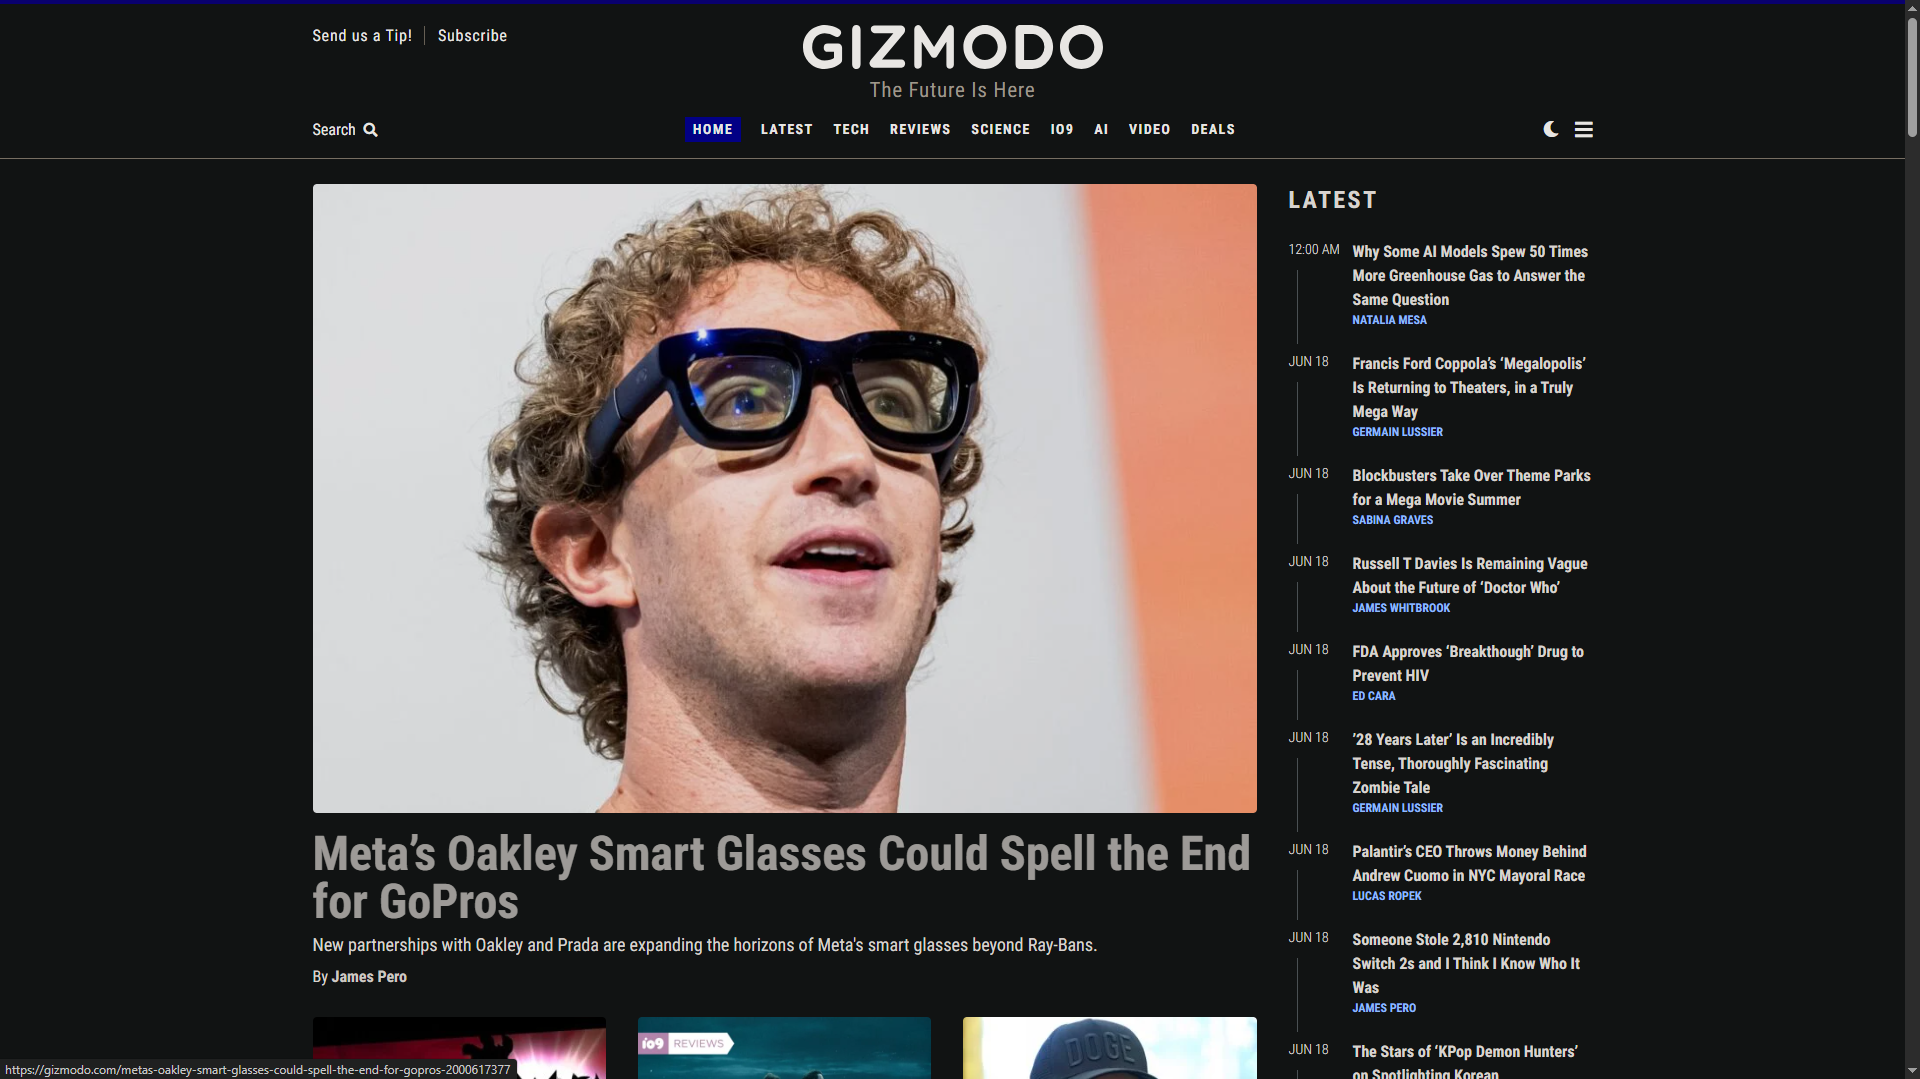 Send us a Tip!
Subscribe
GIZMODO
The Future Is Here
Search
HOME LATEST TECH REVIEWS SCIENCE IO9 AI VIDEO DEALS
Meta’s Oakley Smart Glasses Could Spell the End
for GoPros
New partnerships with Oakley and Prada are expanding the horizons of Meta's smart glasses beyond Ray-Bans.
By James Pero
io9 REVIEWS
DOGE
LATEST
12:00 AM
Why Some AI Models Spew 50 Times
More Greenhouse Gas to Answer the
Same Question
NATALIA MESA
JUN 18
Francis Ford Coppola’s ‘Megalopolis’
Is Returning to Theaters, in a Truly
Mega Way
GERMAIN LUSSIER
JUN 18
Blockbusters Take Over Theme Parks
for a Mega Movie Summer
SABINA GRAVES
JUN 18
Russell T Davies Is Remaining Vague
About the Future of ‘Doctor Who’
JAMES WHITBROOK
JUN 18
FDA Approves ‘Breakthough’ Drug to
Prevent HIV
ED CARA
JUN 18
’28 Years Later’ Is an Incredibly
Tense, Thoroughly Fascinating
Zombie Tale
GERMAIN LUSSIER
JUN 18
Palantir’s CEO Throws Money Behind
Andrew Cuomo in NYC Mayoral Race
LUCAS ROPEK
JUN 18
Someone Stole 2,810 Nintendo
Switch 2s and I Think I Know Who It
Was
JAMES PERO
JUN 18
The Stars of ‘KPop Demon Hunters’
on Spotlighting Korean
https://gizmodo.com/metas-oakley-smart-glasses-could-spell-the-end-for-gopros-2000617377